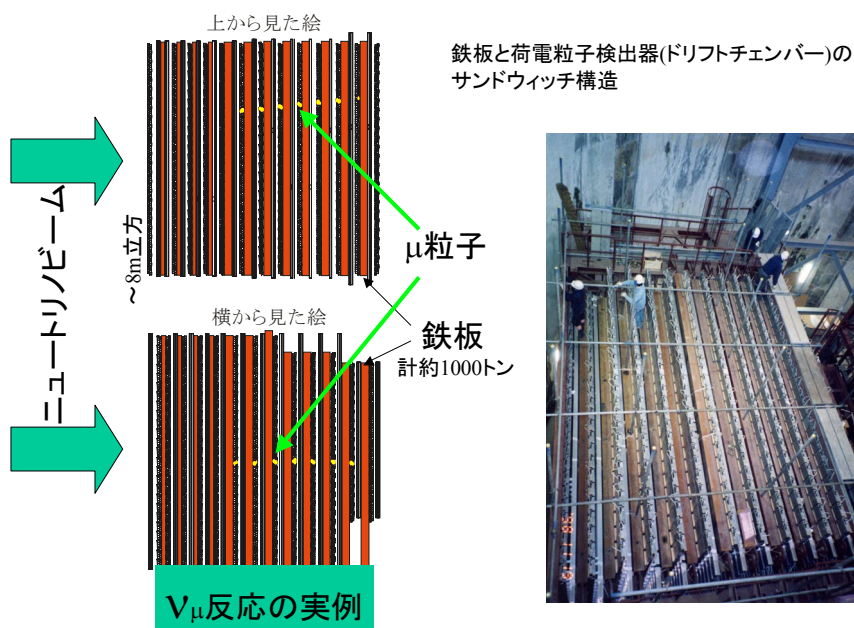 上から見た絵
鉄板と荷電粒子検出器(ドリフトチェンバー)の
サンドウィッチ構造
ニュートリノビーム
~8m立方
μ粒子
横から見た絵
鉄板
計約1000トン
νμ反応の実例